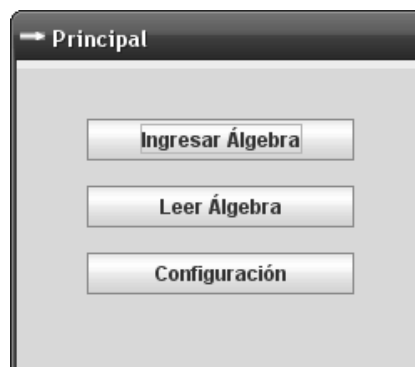 Principal
Ingresar Álgebra
Leer Álgebra
Configuración